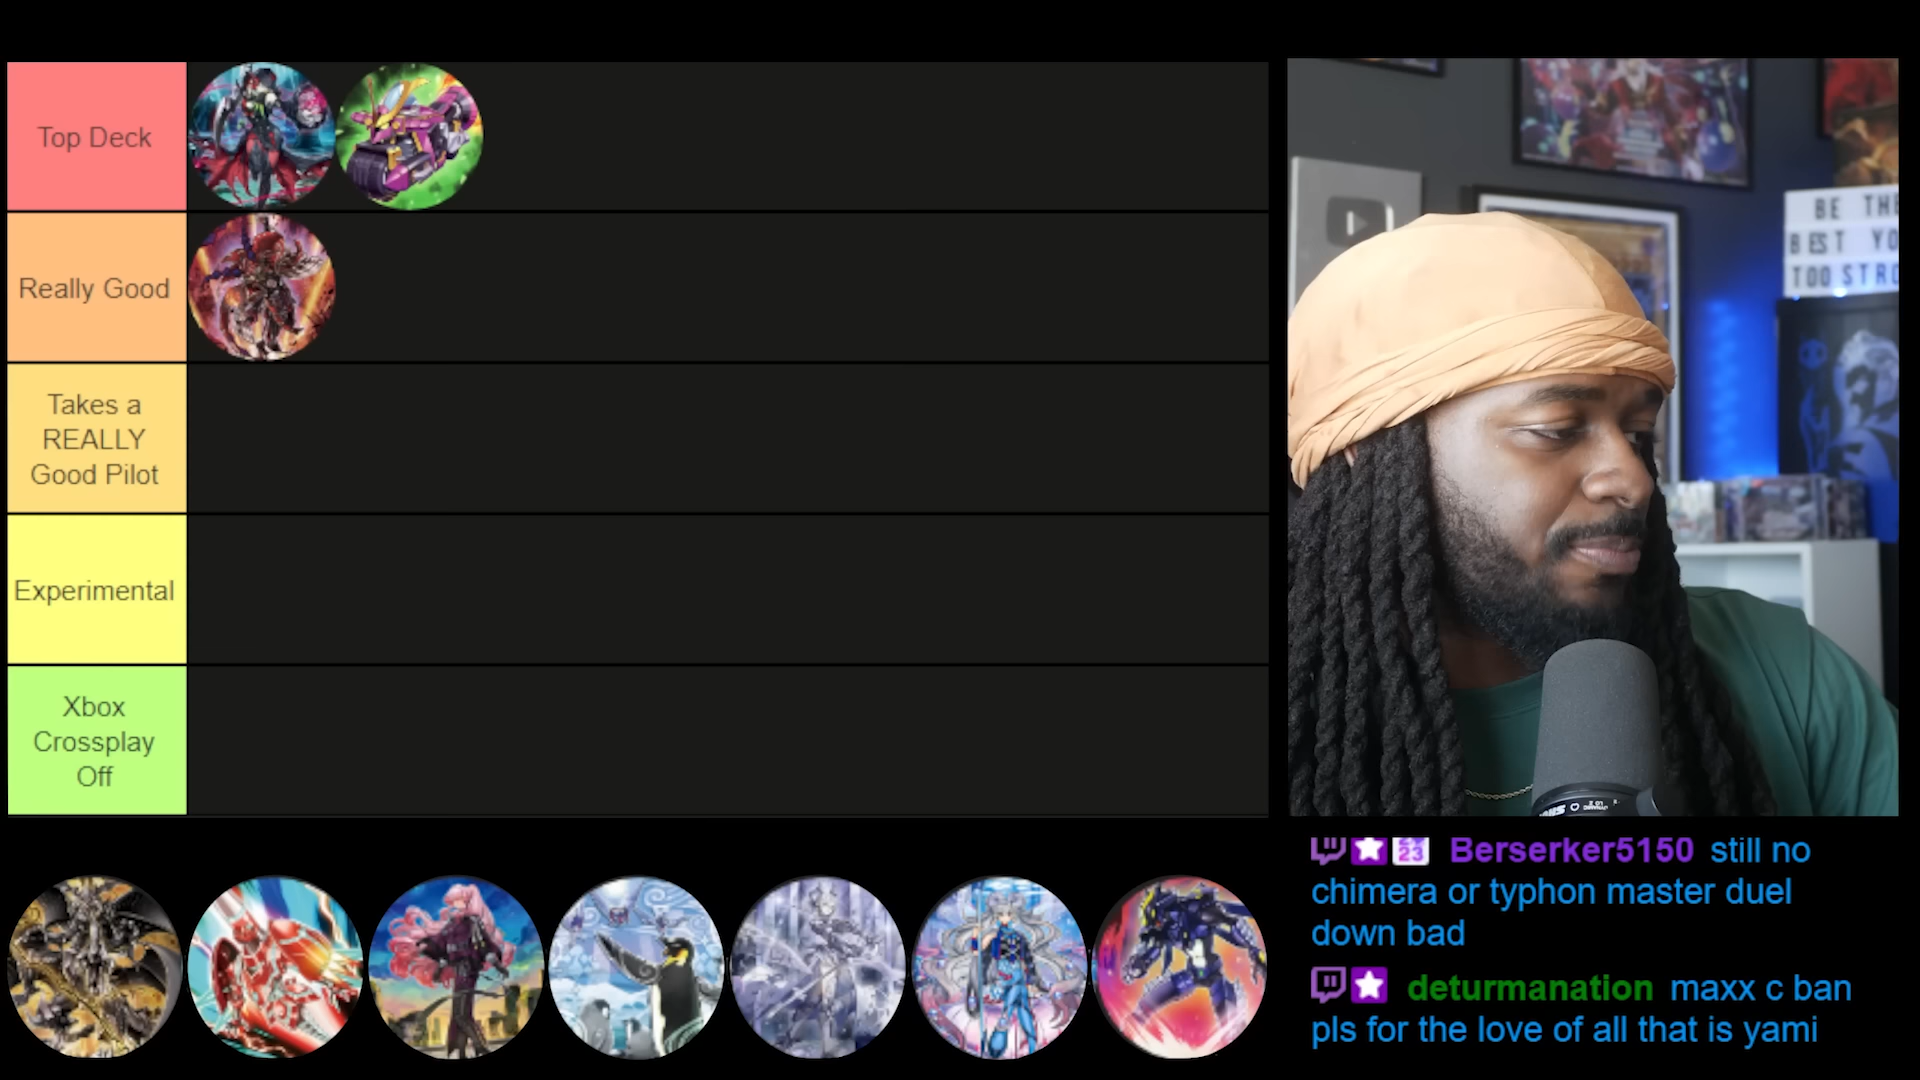 Top Deck
Really Good
Takes a
REALLY
Good Pilot
Experimental
Xbox
Crossplay
Off
BE THE
BEST YO
TOO STRO
Berserker5150 still no
chimera or typhon master duel
down bad
deturmanation maxx c ban
pls for the love of all that is yami